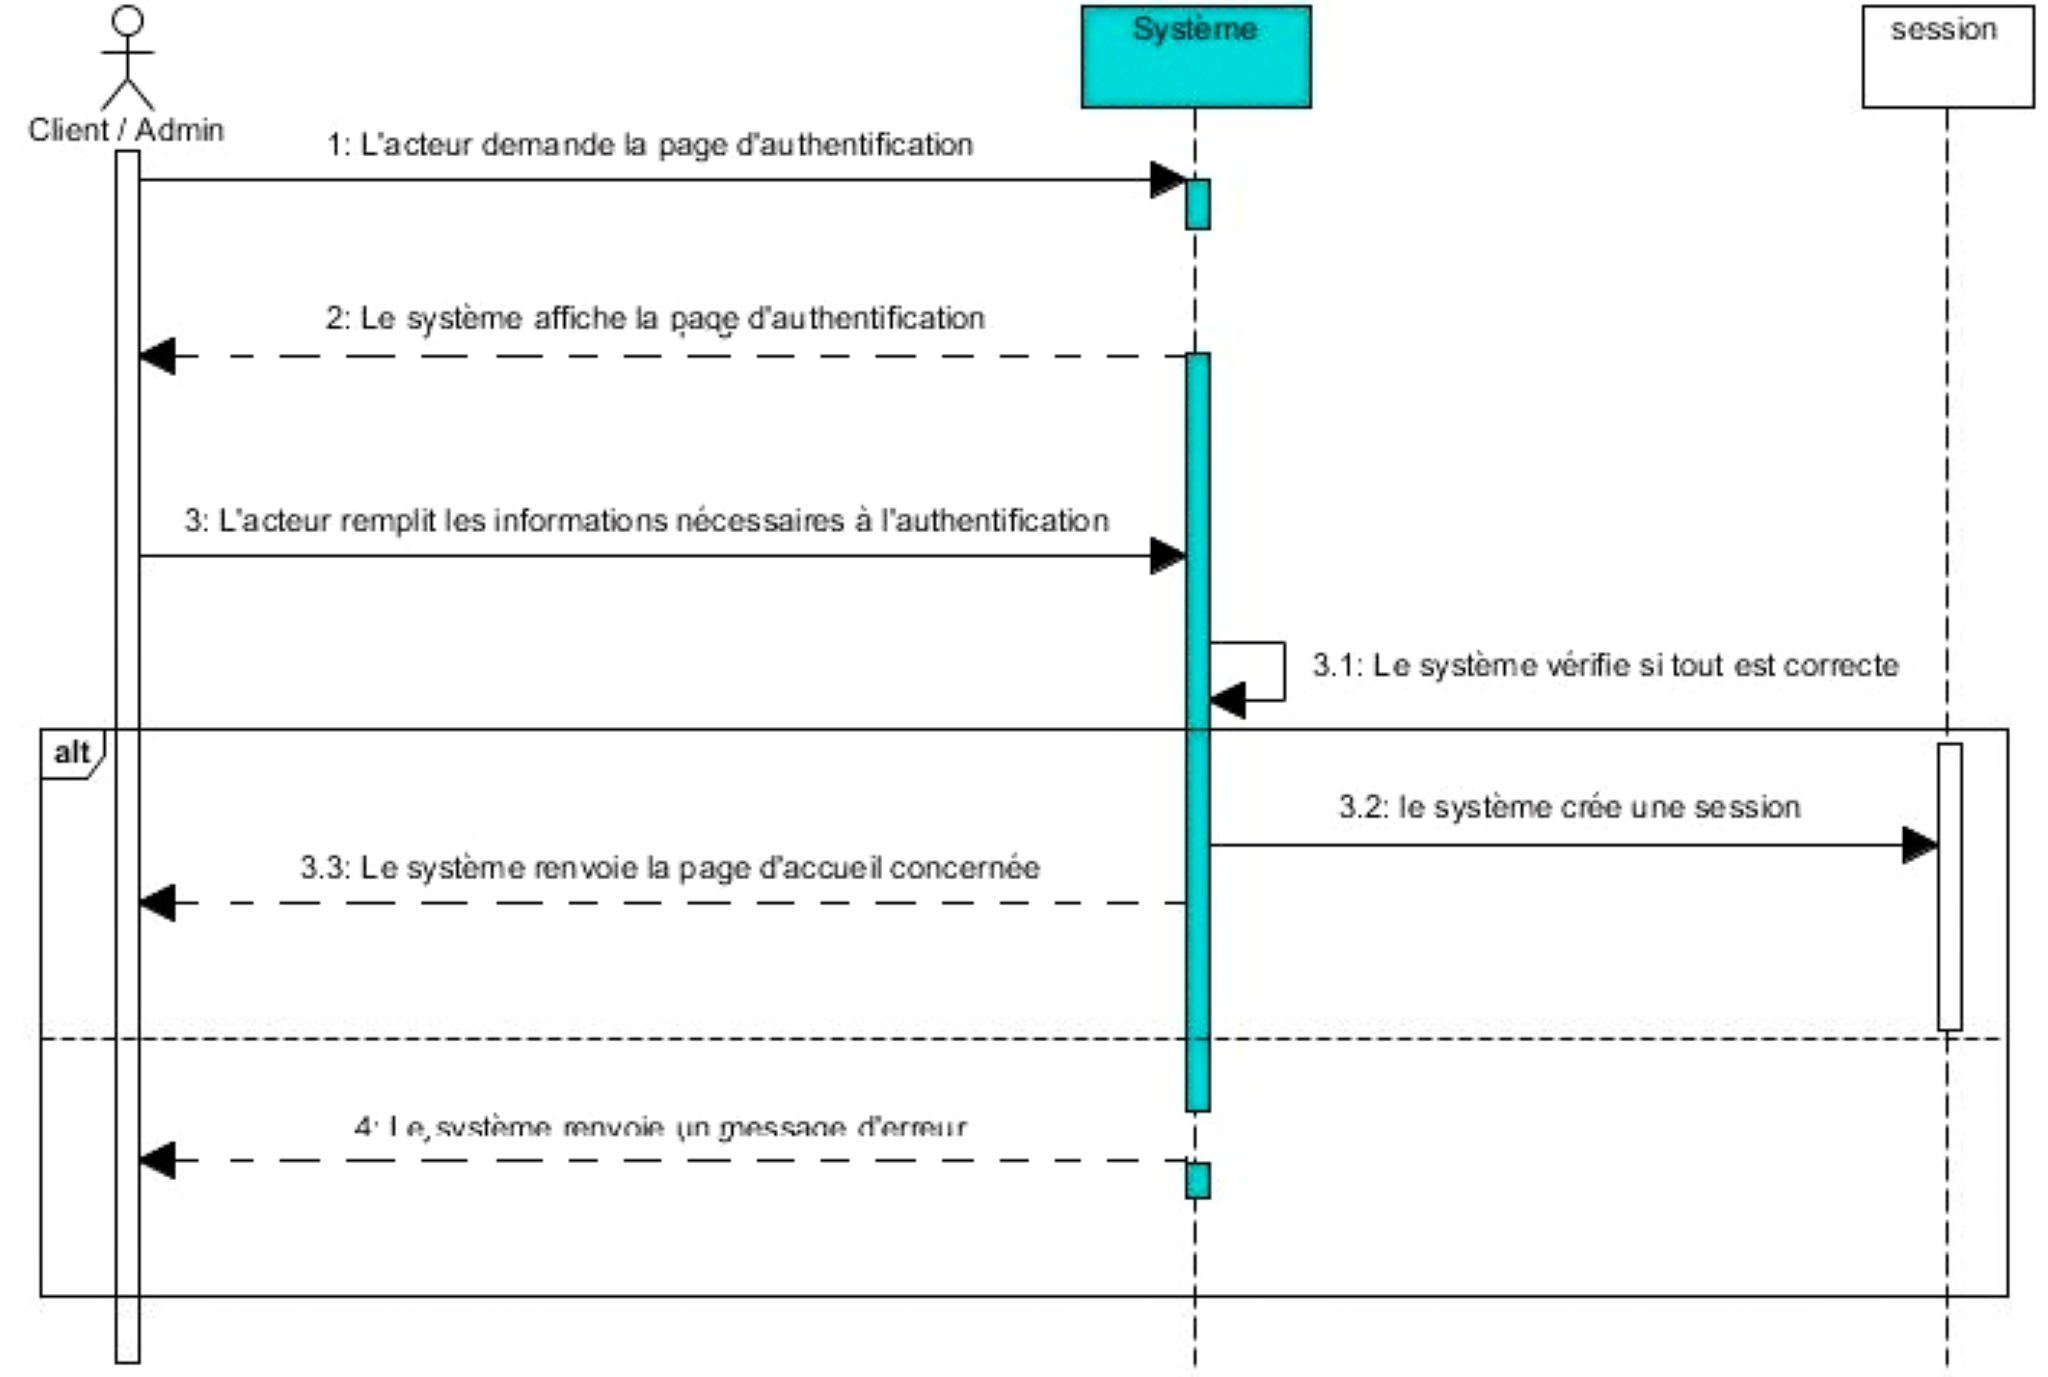 Système
session
Client / Admin
1: L'acteur demande la page d'authentification
2: Le système affiche la page d'authentification
3: L'acteur remplit les informations nécessaires à l'authentification
3.1: Le système vérifie si tout est correcte
alt
3.2: le système crée une session
3.3: Le système renvoie la page d'accueil concernée
4: Le système renvoie un message d'erreur